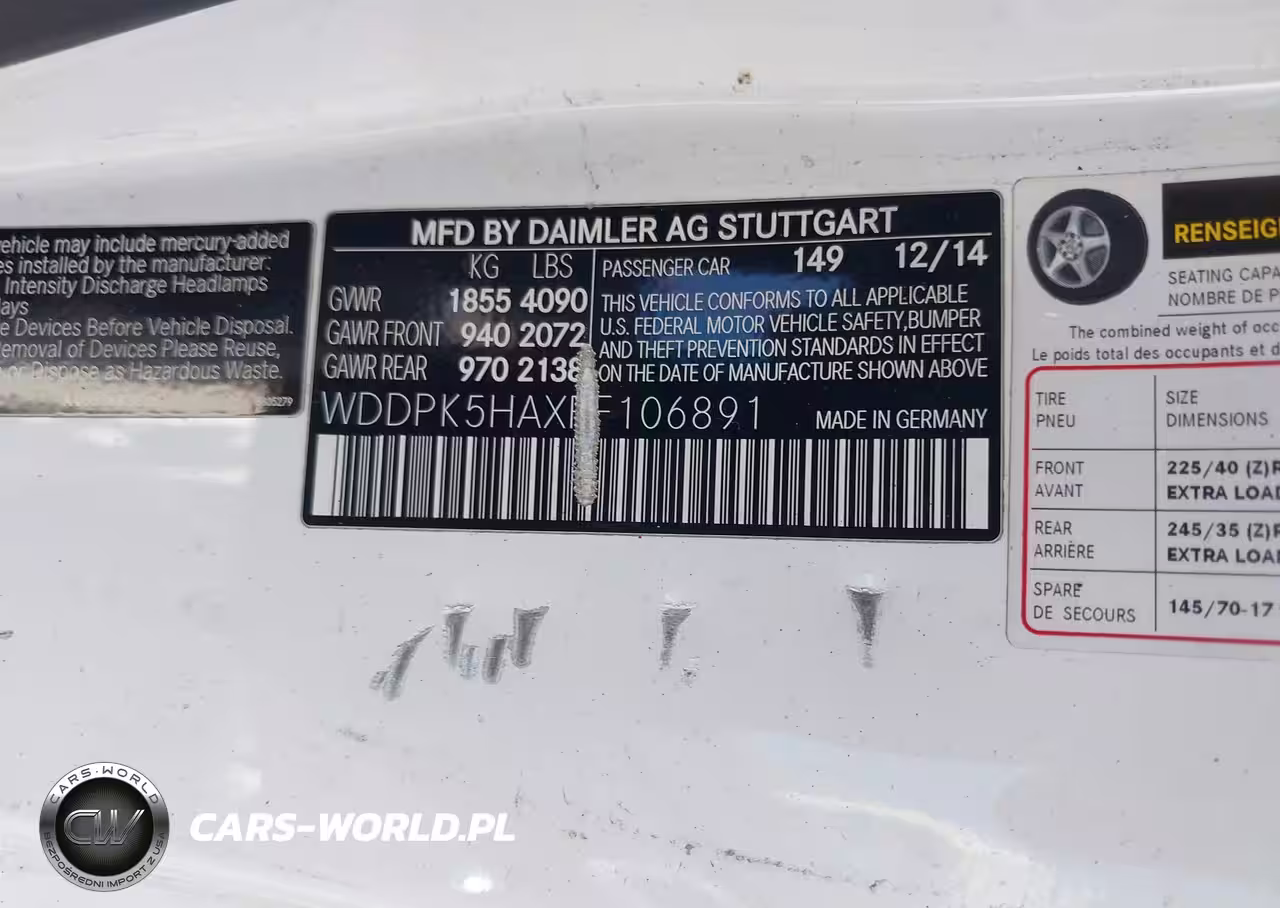 vehicle may include mercury-added
es installed by the manufacturer:
Intensity Discharge Headlamps
lays
e Devices Before Vehicle Disposal.
Removal of Devices Please Reuse,
or Dispose as Hazardous Waste.
MFD BY DAIMLER AG STUTTGART
KG LBS
GVWR 1855 4090
GAWR FRONT 940 2072
GAWR REAR 970 2138
PASSENGER CAR 149 12/14
THIS VEHICLE CONFORMS TO ALL APPLICABLE
U.S. FEDERAL MOTOR VEHICLE SAFETY,BUMPER
AND THEFT PREVENTION STANDARDS IN EFFECT
ON THE DATE OF MANUFACTURE SHOWN ABOVE
MADE IN GERMANY
RENSEIG
SEATING CAPA
NOMBRE DE P
The combined weight of occ
Le poids total des occupants et d
TIRE SIZE
PNEU DIMENSIONS
FRONT 225/40 (Z)R
AVANT EXTRA LOA
REAR 245/35 (Z)R
ARRIÈRE EXTRA LOA
SPARE 145/70-17
DE SECOURS
CARS-WORLD
CW
BEZPOŚREDNI IMPORT Z USA
CARS-WORLD.PL